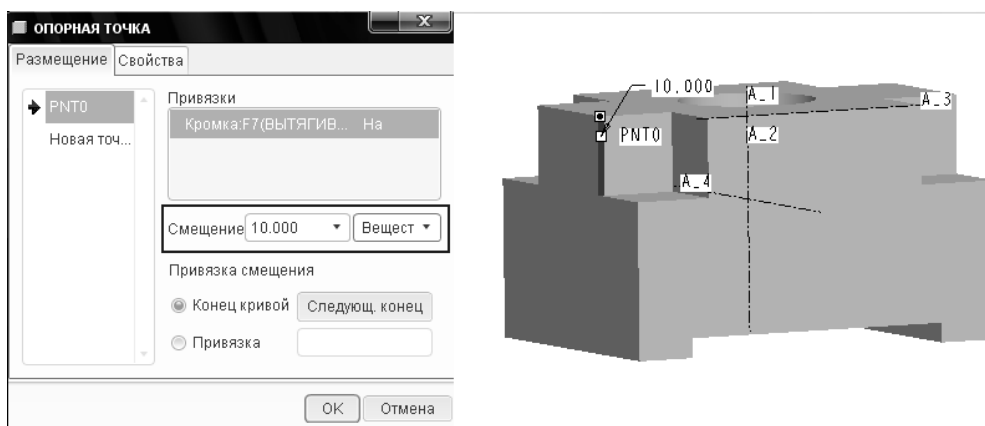 ОПОРНАЯ ТОЧКА
x
Размещение Свойства
PNT0
Новая точ...
Привязки
Кромка:F7(ВЫТЯГИВ... На
Смещение 10.000 Вещест
Привязка смещения
Конец кривой Следующ. конец
Привязка
OK Отмена
10.000
PNT0
A_1
A_2
A_3
A_4